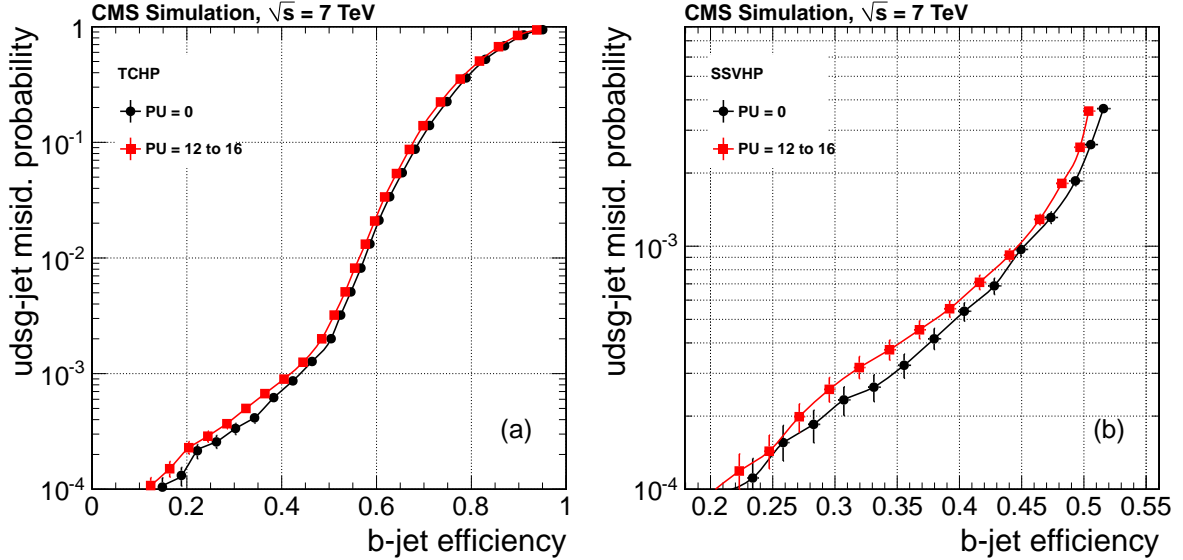 CMS Simulation, √s = 7 TeV
udsg-jet misid. probability
1
10⁻¹
10⁻²
10⁻³
10⁻⁴
TCHP
PU = 0
PU = 12 to 16
(a)
0
0.2
0.4
0.6
0.8
1
b-jet efficiency
CMS Simulation, √s = 7 TeV
udsg-jet misid. probability
10⁻³
10⁻⁴
SSVHP
PU = 0
PU = 12 to 16
(b)
0.2
0.25
0.3
0.35
0.4
0.45
0.5
0.55
b-jet efficiency